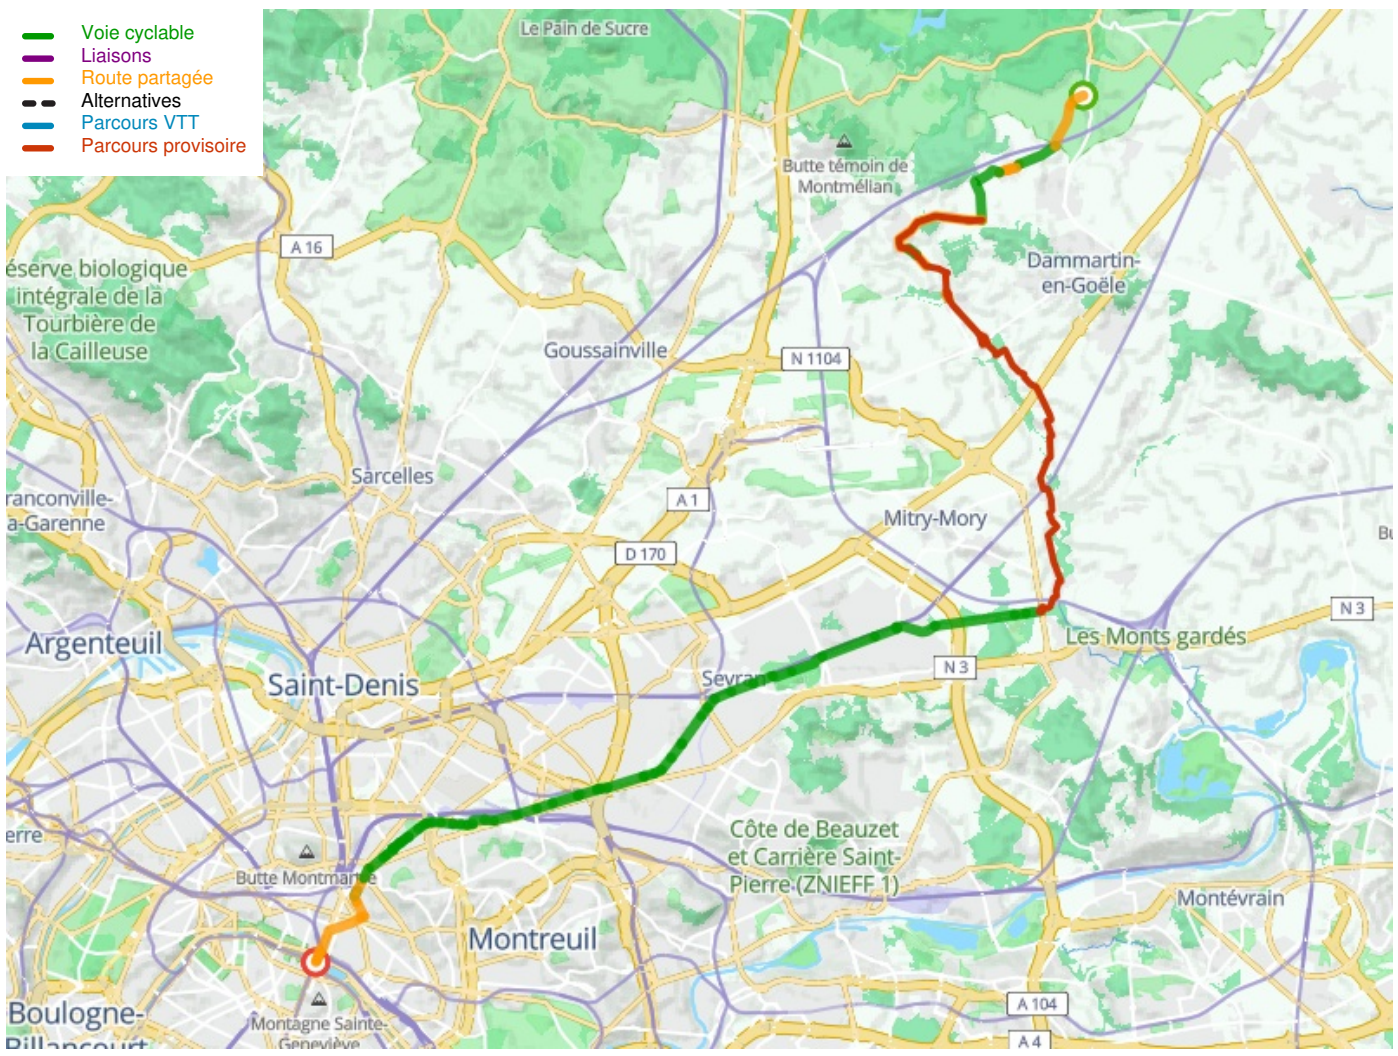 Voie cyclable
Liaisons
Route partagée
Alternatives
Parcours VTT
Parcours provisoire
Le Pain de Sucre
Butte témoin de
Montmélian
A 16
Dammartin-
en-Goële
éserve biologique
intégrale de la
Tourbière de
la Cailleuse
Goussainville
N 1104
Sarcelles
A 1
ranconville-
a-Garenne
Mitry-Mory
Bu
D 170
N 3
Argenteuil
Les Monts gardés
Saint-Denis
Sevran
N 3
erre
Côte de Beauzet
et Carrière Saint-
Pierre (ZNIEFF 1)
Butte Montmartre
Montévrain
Montreuil
A 104
Boulogne-
Billancourt
Montagne Sainte-
Geneviève
A 4